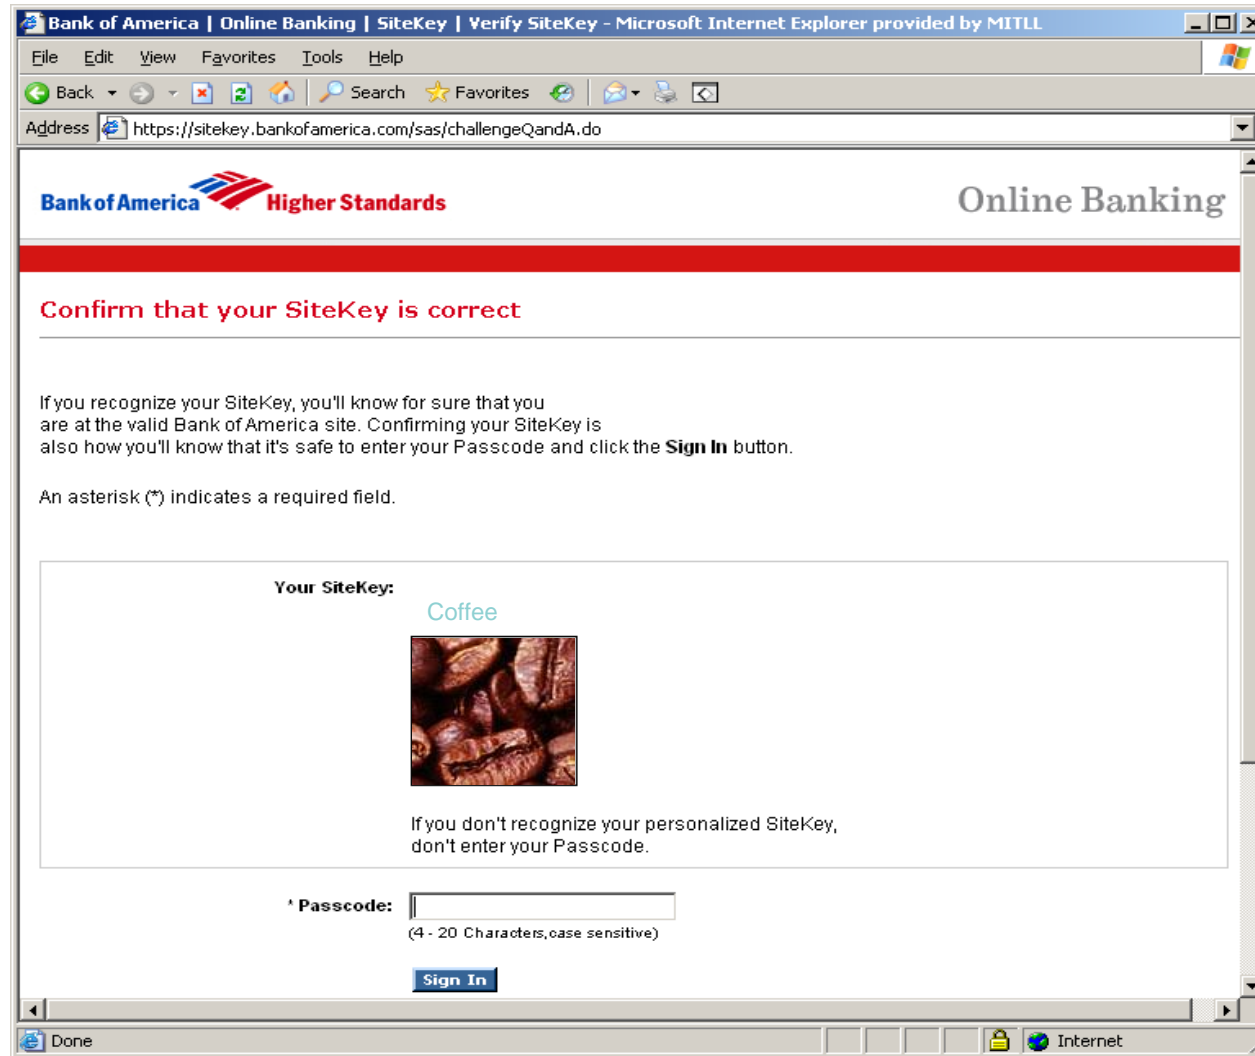 Bank of America | Online Banking | SiteKey | Verify SiteKey - Microsoft Internet Explorer provided by MITLL
File Edit View Favorites Tools Help
Back Search Favorites
Address https://sitekey.bankofamerica.com/sas/challengeQandA.do
Bank of America Higher Standards Online Banking
Confirm that your SiteKey is correct
If you recognize your SiteKey, you'll know for sure that you
are at the valid Bank of America site. Confirming your SiteKey is
also how you'll know that it's safe to enter your Passcode and click the Sign In button.
An asterisk (*) indicates a required field.
Your SiteKey:
Coffee
If you don't recognize your personalized SiteKey,
don't enter your Passcode.
* Passcode:
(4 - 20 Characters,case sensitive)
Sign In
Done Internet